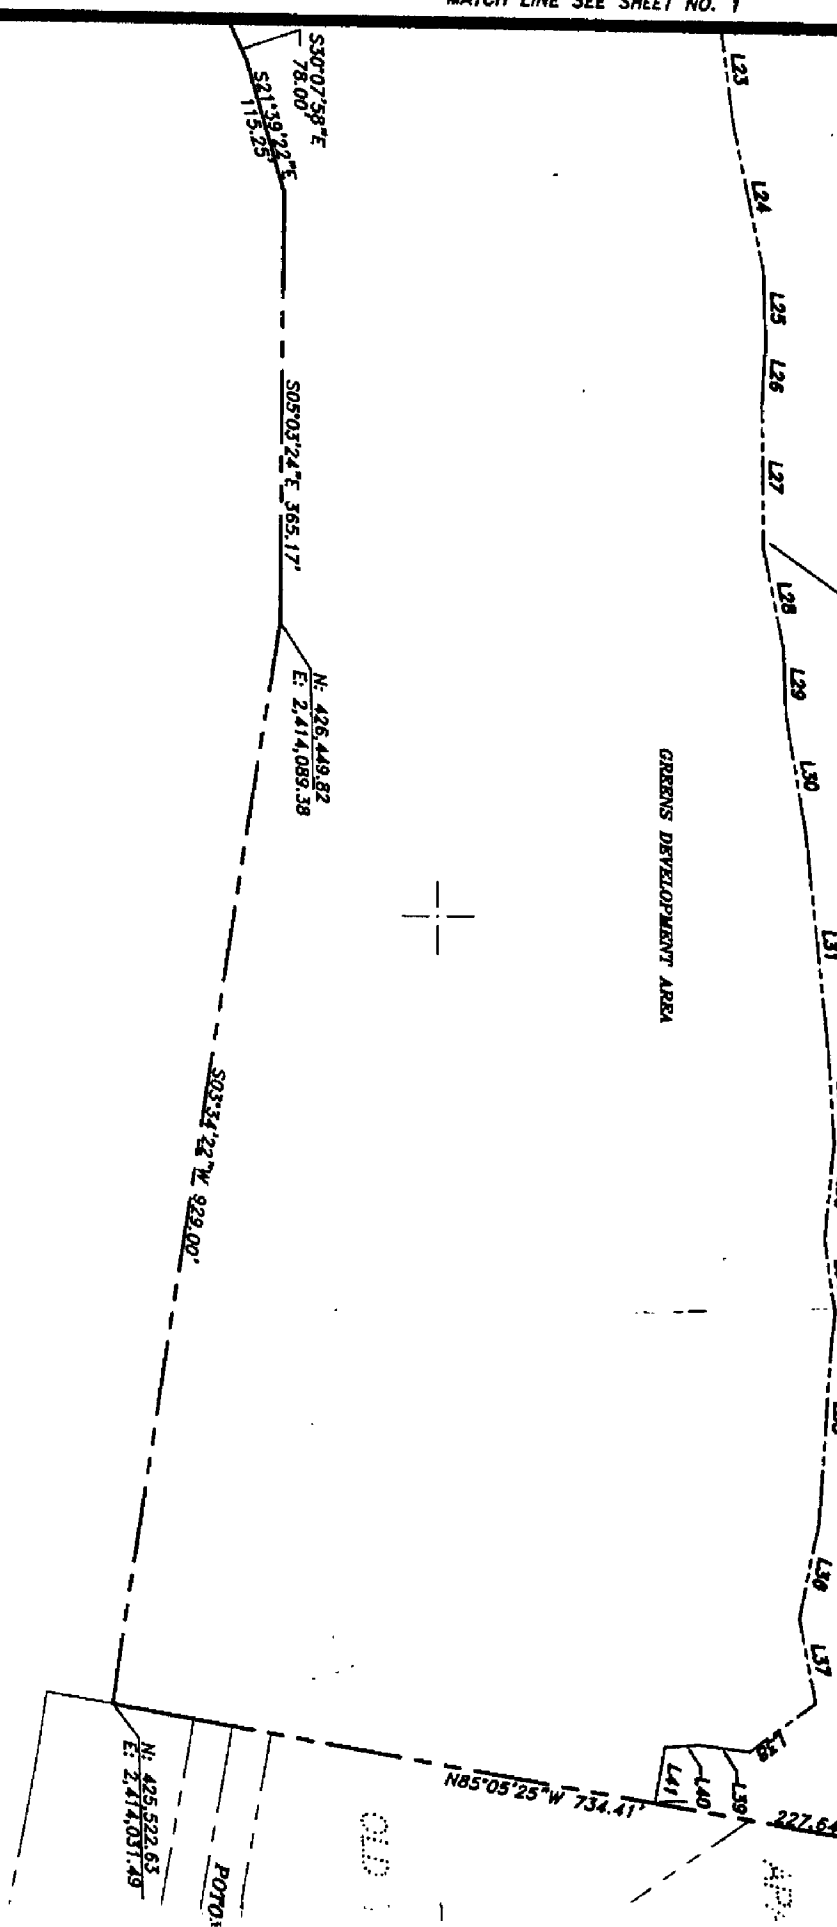 MATCH LINE SEE SHEET NO. 1
S30°07'58"E
78.00'
S21°39'22"E
115.25'
S05°03'24"E 365.17'
N: 426,449.82
E: 2,414,089.38
S03°34'22"W 929.00'
N: 425,522.63
E: 2,414,031.49
GREENS DEVELOPMENT AREA
L23
L24
L25
L26
L27
L28
L29
L30
L31
L36
L37
L38
L39
L40
L41
N85°05'25"W 734.41'
227.64
OLD